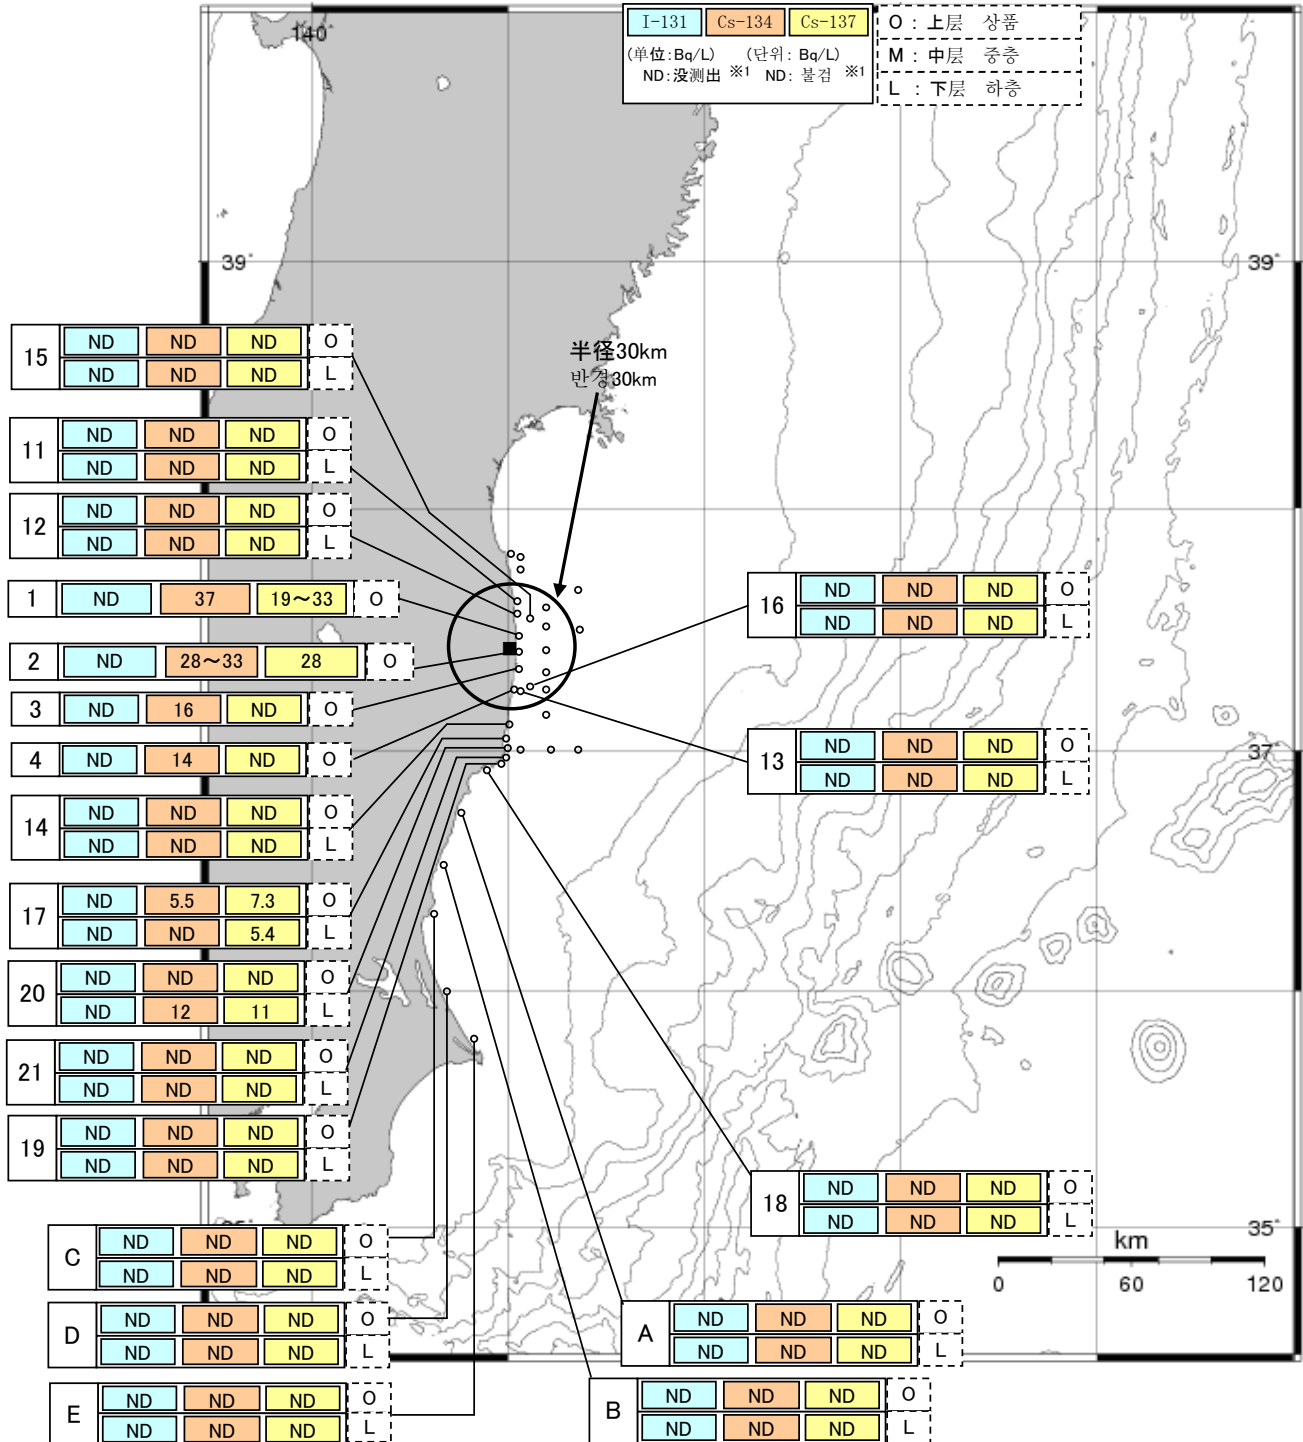 I-131 Cs-134 Cs-137
(单位:Bq/L) (단위: Bq/L)
ND:没测出 ※1 ND: 불검 ※1
O : 上层 상품
M : 中层 중층
L : 下层 하층
140°
39° 39°
半径30km
반경30km
15 ND ND ND O
ND ND ND L
11 ND ND ND O
ND ND ND L
12 ND ND ND O
ND ND ND L
1 ND 37 19～33 O
2 ND 28～33 28 O
3 ND 16 ND O
4 ND 14 ND O
14 ND ND ND O
ND ND ND L
17 ND 5.5 7.3 O
ND ND 5.4 L
20 ND ND ND O
ND 12 11 L
21 ND ND ND O
ND ND ND L
19 ND ND ND O
ND ND ND L
16 ND ND ND O
ND ND ND L
37°
13 ND ND ND O
ND ND ND L
18 ND ND ND O
ND ND ND L
35°
km
0 60 120
C ND ND ND O
ND ND ND L
D ND ND ND O
ND ND ND L
E ND ND ND O
ND ND ND L
A ND ND ND O
ND ND ND L
B ND ND ND O
ND ND ND L